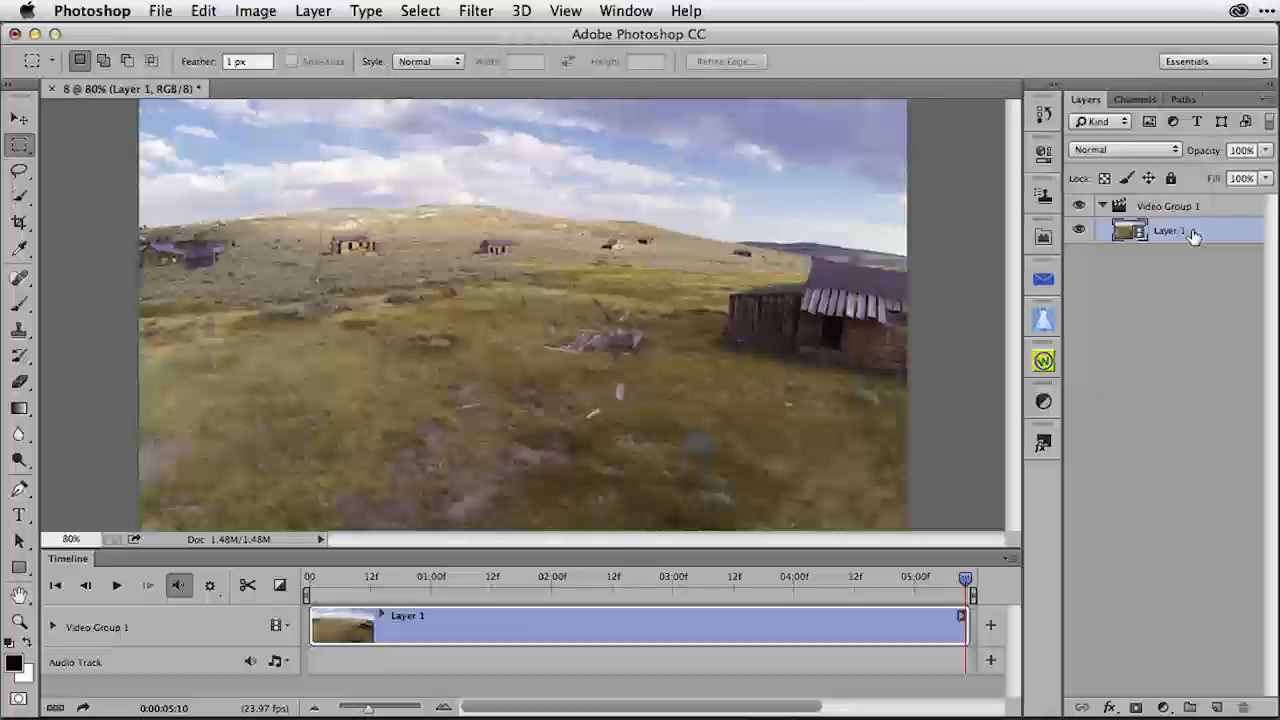 Photoshop File Edit Image Layer Type Select Filter 3D View Window Help
Adobe Photoshop CC
Feather: 1 px Anti-alias Style: Normal Width: Height: Refine Edge... Essentials
8 @ 80% (Layer 1, RGB/8) *
Layers Channels Paths
Kind
Normal Opacity: 100%
Lock: Fill: 100%
Video Group 1
Layer 1
80% Doc: 1.48M/1.48M
Timeline
00 12f 01:00f 12f 02:00f 12f 03:00f 12f 04:00f 12f 05:00f
Video Group 1 Layer 1
Audio Track
0:00:05:10 (23.97 fps)